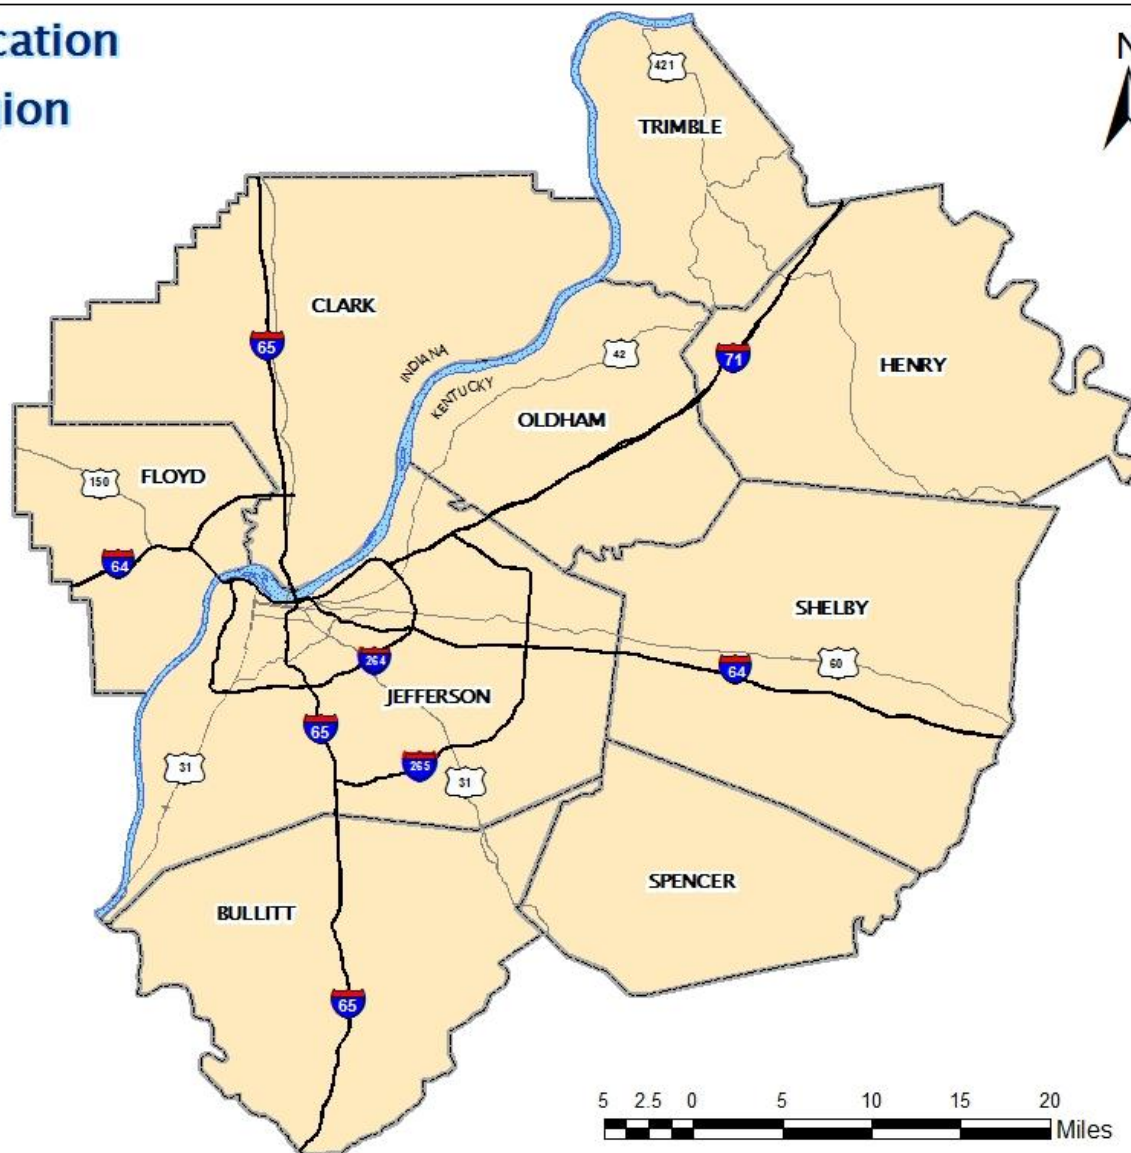 cation
gion
N
421
TRIMBLE
CLARK
65
INDIANA
KENTUCKY
42
71
HENRY
OLDHAM
150
FLOYD
64
SHELBY
264
64
60
JEFFERSON
65
31
265
31
SPENCER
BULLITT
65
5 2.5 0 5 10 15 20
Miles